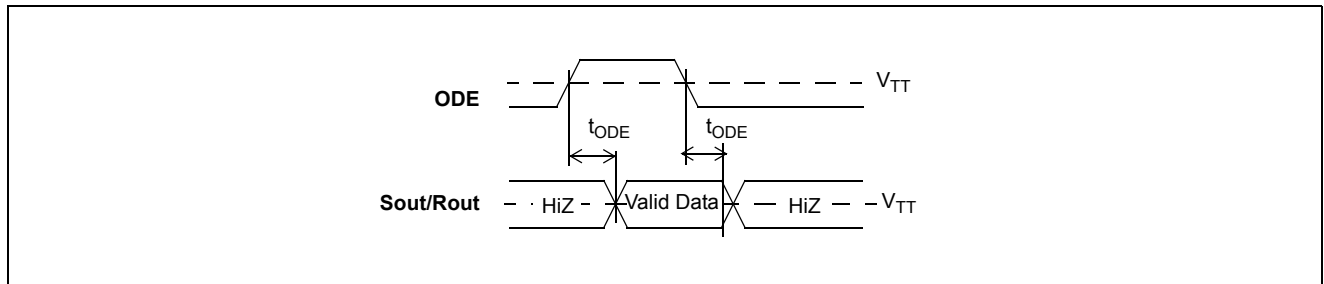 V_TT
ODE
t_ODE t_ODE
Sout/Rout HiZ Valid Data HiZ V_TT